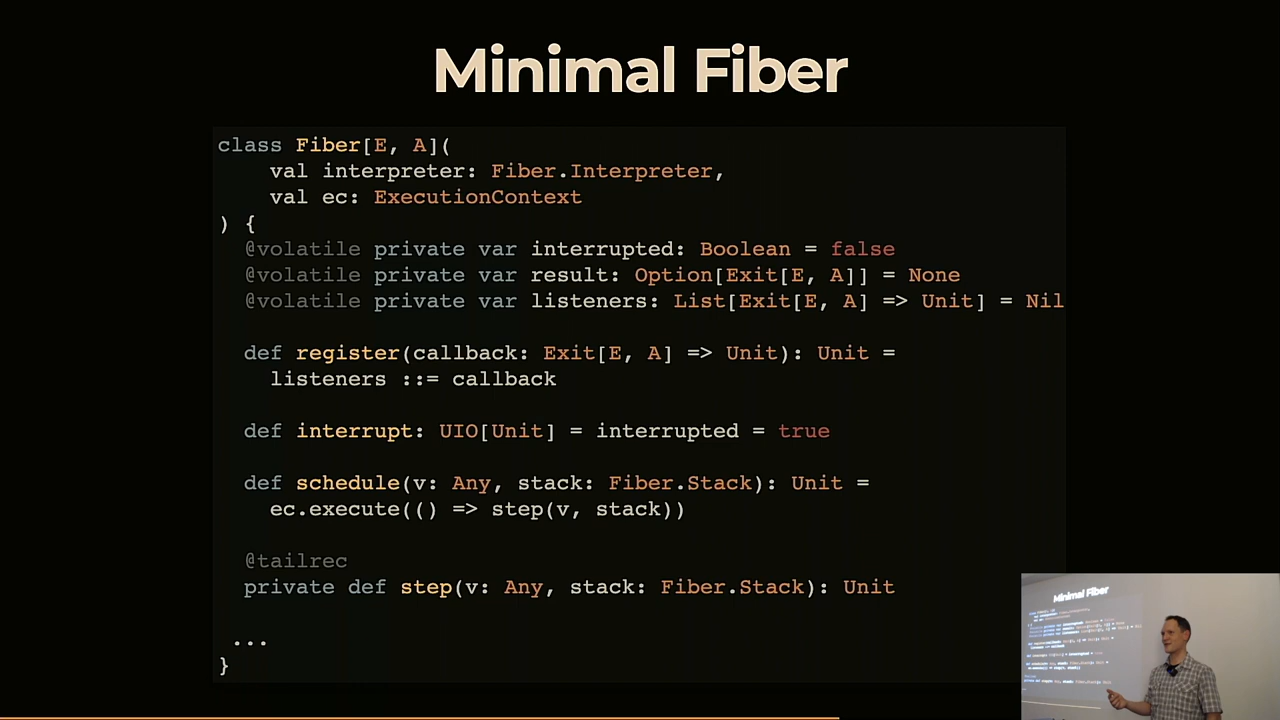 Minimal Fiber
class Fiber[E, A](
    val interpreter: Fiber.Interpreter,
    val ec: ExecutionContext
) {
  @volatile private var interrupted: Boolean = false
  @volatile private var result: Option[Exit[E, A]] = None
  @volatile private var listeners: List[Exit[E, A] => Unit] = Nil
  def register(callback: Exit[E, A] => Unit): Unit =
    listeners ::= callback
  def interrupt: UIO[Unit] = interrupted = true
  def schedule(v: Any, stack: Fiber.Stack): Unit =
    ec.execute(() => step(v, stack))
  @tailrec
  private def step(v: Any, stack: Fiber.Stack): Unit
 ...
}
Minimal Fiber